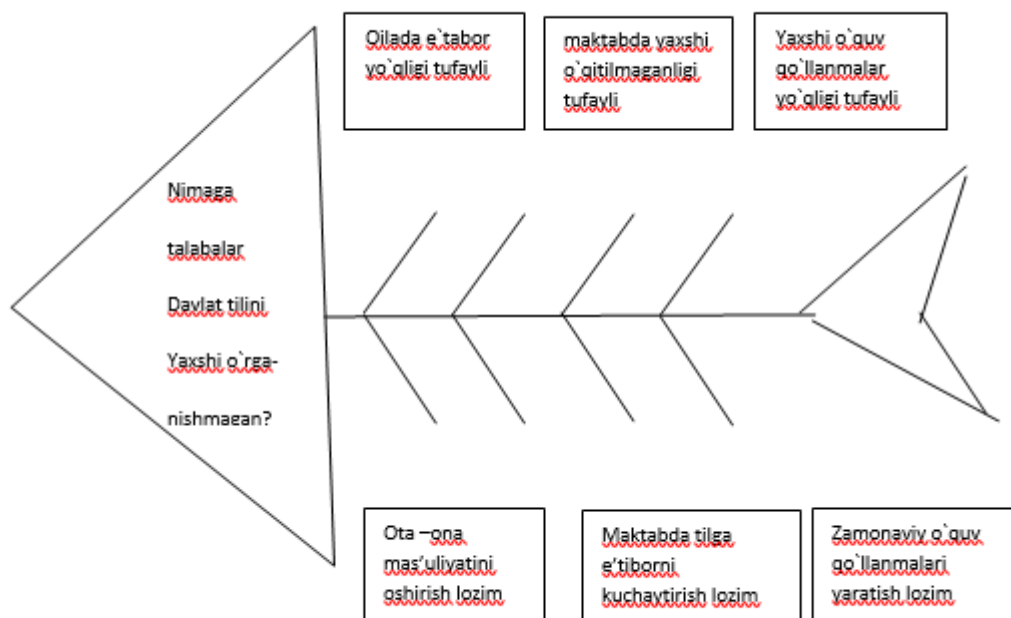 Oilada e`tabor
yo`qligi tufayli
maktabda yaxshi
o`qitilmaganligi
tufayli
Yaxshi o`quv
qo`llanmalar
yo`qligi tufayli
Nimaga
talabalar
Davlat tilini
Yaxshi o`rga-
nishmagan?
Ota –ona
mas’uliyatini
oshirish lozim
Maktabda tilga
e’tiborni
kuchaytirish lozim
Zamonaviy o`quv
qo`llanmalari
yaratish lozim